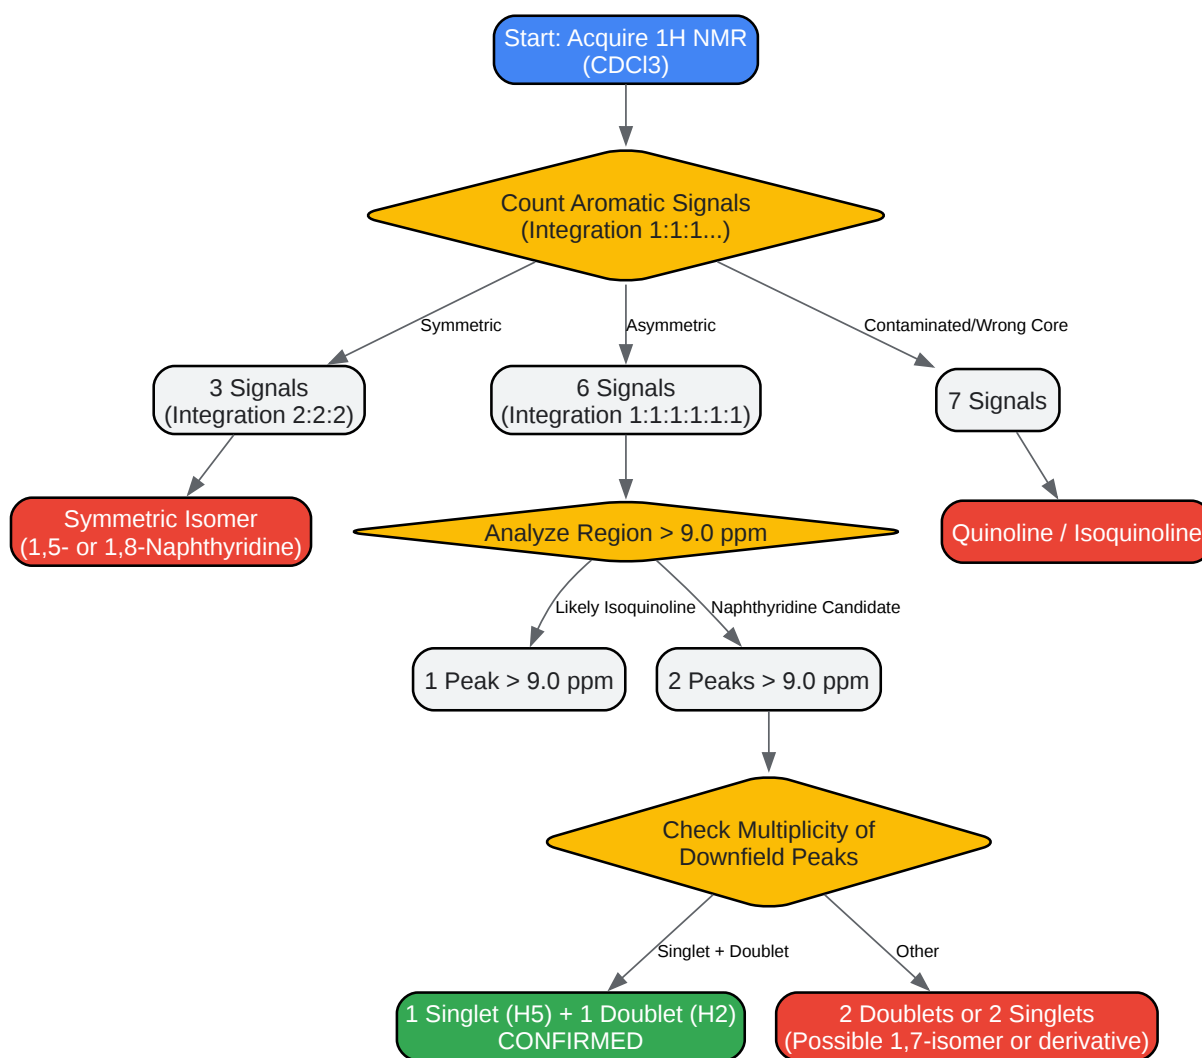 Start: Acquire 1H NMR
(CDCl3)
Count Aromatic Signals
(Integration 1:1:1...)
Symmetric
Asymmetric
Contaminated/Wrong Core
3 Signals
(Integration 2:2:2)
6 Signals
(Integration 1:1:1:1:1:1)
7 Signals
Symmetric Isomer
(1,5- or 1,8-Naphthyridine)
Analyze Region > 9.0 ppm
Quinoline / Isoquinoline
Likely Isoquinoline
Naphthyridine Candidate
1 Peak > 9.0 ppm
2 Peaks > 9.0 ppm
Check Multiplicity of
Downfield Peaks
Singlet + Doublet
Other
1 Singlet (H5) + 1 Doublet (H2)
CONFIRMED
2 Doublets or 2 Singlets
(Possible 1,7-isomer or derivative)